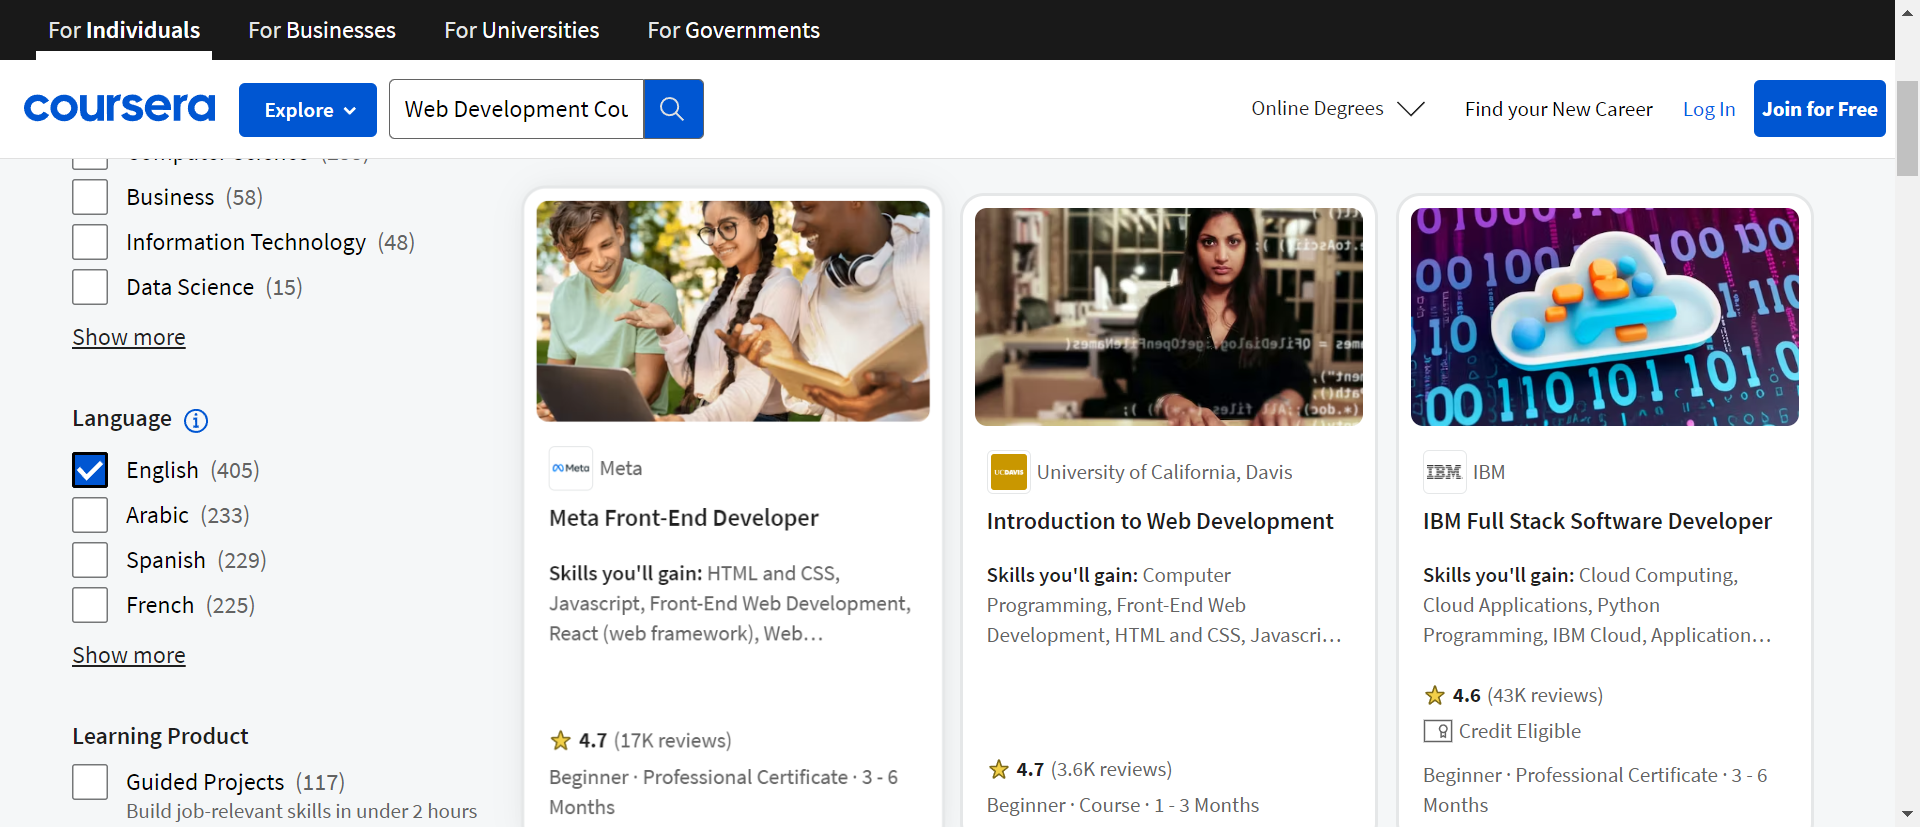 For Individuals
For Businesses
For Universities
For Governments
coursera
Explore
Web Development Cou
Online Degrees
Find your New Career
Log In
Join for Free
Computer Science
Business (58)
Information Technology (48)
Data Science (15)
Show more
Language
English (405)
Arabic (233)
Spanish (229)
French (225)
Show more
Learning Product
Guided Projects (117)
Build job-relevant skills in under 2 hours
Meta
Meta
Meta Front-End Developer
Skills you'll gain: HTML and CSS,
Javascript, Front-End Web Development,
React (web framework), Web…
4.7 (17K reviews)
Beginner · Professional Certificate · 3 - 6
Months
UCDAVIS
University of California, Davis
Introduction to Web Development
Skills you'll gain: Computer
Programming, Front-End Web
Development, HTML and CSS, Javascri…
4.7 (3.6K reviews)
Beginner · Course · 1 - 3 Months
IBM
IBM
IBM Full Stack Software Developer
Skills you'll gain: Cloud Computing,
Cloud Applications, Python
Programming, IBM Cloud, Application…
4.6 (43K reviews)
Credit Eligible
Beginner · Professional Certificate · 3 - 6
Months